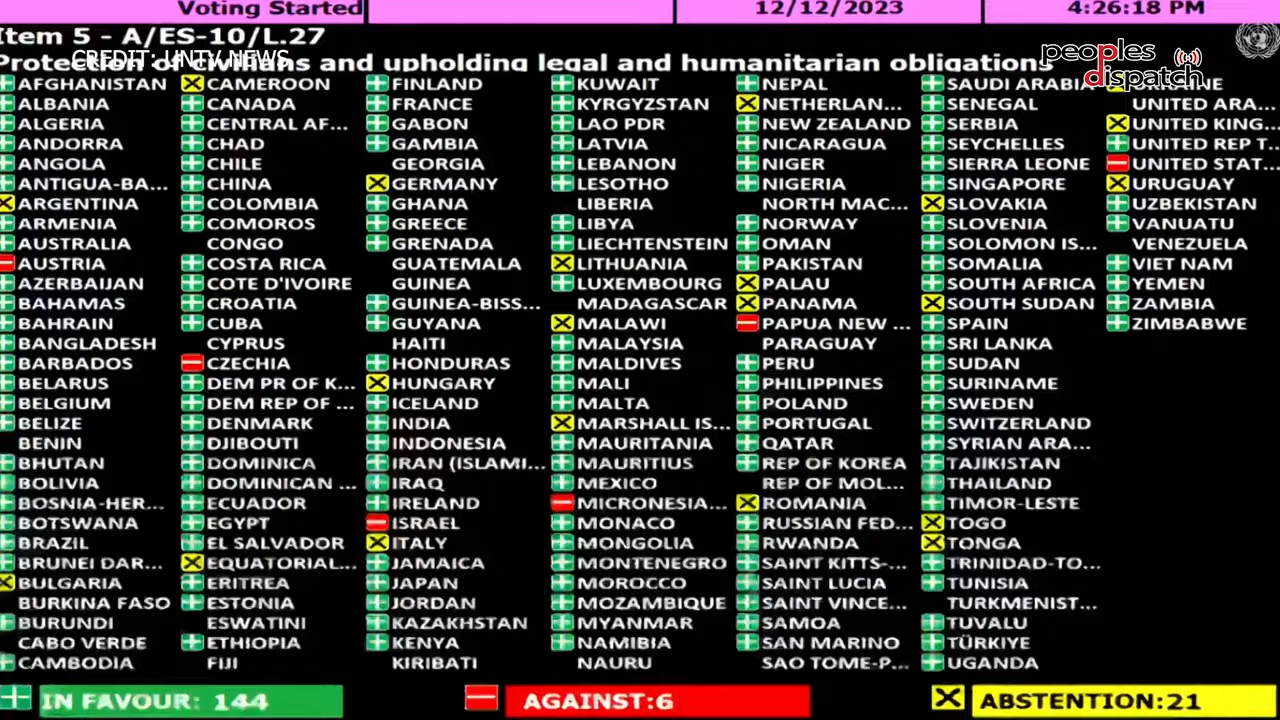 Voting Started 12/12/2023 4:26:18 PM
Item 5 - A/ES-10/L.27
CREDIT: UNTV NEWS
Protection of civilians and upholding legal and humanitarian obligations
peoples dispatch
AFGHANISTAN CAMEROON FINLAND KUWAIT NEPAL SAUDI ARABIA
ALBANIA CANADA FRANCE KYRGYZSTAN NETHERLAN... SENEGAL UNITED ARA...
ALGERIA CENTRAL AF... GABON LAO PDR NEW ZEALAND SERBIA UNITED KING...
ANDORRA CHAD GAMBIA LATVIA NICARAGUA SEYCHELLES UNITED REP T...
ANGOLA CHILE GEORGIA LEBANON NIGER SIERRA LEONE UNITED STAT...
ANTIGUA-BA... CHINA GERMANY LESOTHO NIGERIA SINGAPORE URUGUAY
ARGENTINA COLOMBIA GHANA LIBERIA NORTH MAC... SLOVAKIA UZBEKISTAN
ARMENIA COMOROS GREECE LIBYA NORWAY SLOVENIA VANUATU
AUSTRALIA CONGO GRENADA LIECHTENSTEIN OMAN SOLOMON IS... VENEZUELA
AUSTRIA COSTA RICA GUATEMALA LITHUANIA PAKISTAN SOMALIA VIET NAM
AZERBAIJAN COTE D'IVOIRE GUINEA LUXEMBOURG PALAU SOUTH AFRICA YEMEN
BAHAMAS CROATIA GUINEA-BISS... MADAGASCAR PANAMA SOUTH SUDAN ZAMBIA
BAHRAIN CUBA GUYANA MALAWI PAPUA NEW ... SPAIN ZIMBABWE
BANGLADESH CYPRUS HAITI MALAYSIA PARAGUAY SRI LANKA
BARBADOS CZECHIA HONDURAS MALDIVES PERU SUDAN
BELARUS DEM PR OF K... HUNGARY MALI PHILIPPINES SURINAME
BELGIUM DEM REP OF ... ICELAND MALTA POLAND SWEDEN
BELIZE DENMARK INDIA MARSHALL IS... PORTUGAL SWITZERLAND
BENIN DJIBOUTI INDONESIA MAURITANIA QATAR SYRIAN ARA...
BHUTAN DOMINICA IRAN (ISLAMI... MAURITIUS REP OF KOREA TAJIKISTAN
BOLIVIA DOMINICAN ... IRAQ MEXICO REP OF MOL... THAILAND
BOSNIA-HER... ECUADOR IRELAND MICRONESIA... ROMANIA TIMOR-LESTE
BOTSWANA EGYPT ISRAEL MONACO RUSSIAN FED... TOGO
BRAZIL EL SALVADOR ITALY MONGOLIA RWANDA TONGA
BRUNEI DAR... EQUATORIAL... JAMAICA MONTENEGRO SAINT KITTS-... TRINIDAD-TO...
BULGARIA ERITREA JAPAN MOROCCO SAINT LUCIA TUNISIA
BURKINA FASO ESTONIA JORDAN MOZAMBIQUE SAINT VINCE... TURKMENIST...
BURUNDI ESWATINI KAZAKHSTAN MYANMAR SAMOA TUVALU
CABO VERDE ETHIOPIA KENYA NAMIBIA SAN MARINO TÜRKIYE
CAMBODIA FIJI KIRIBATI NAURU SAO TOME-P... UGANDA
IN FAVOUR: 144 AGAINST:6 ABSTENTION:21